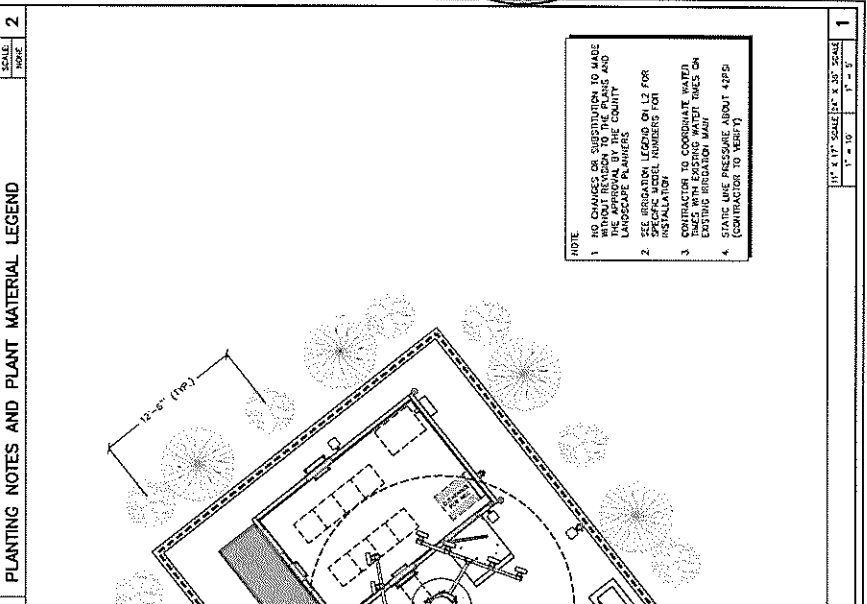 PLANTING NOTES AND PLANT MATERIAL LEGEND
SCALE:
NONE
2
12'-6" (TYP.)
NOTE
1 NO CHANGES OR SUBSTITUTION TO MADE
WITHOUT REVISION TO THE PLANS AND
THE APPROVAL BY THE COUNTY
LANDSCAPE PLANNERS
2. SEE IRRIGATION LEGEND ON L2 FOR
SPECIFIC MODEL NUMBERS FOR
INSTALLATION
3. CONTRACTOR TO COORDINATE WATER
TIMES WITH EXISTING WATER TIMES ON
EXISTING IRRIGATION MAIN
4. STATIC LINE PRESSURE ABOUT 42PSI
(CONTRACTOR TO VERIFY)
11" X 17" SCALE
1" = 10'
24" X 36" SCALE
1" = 5'
1